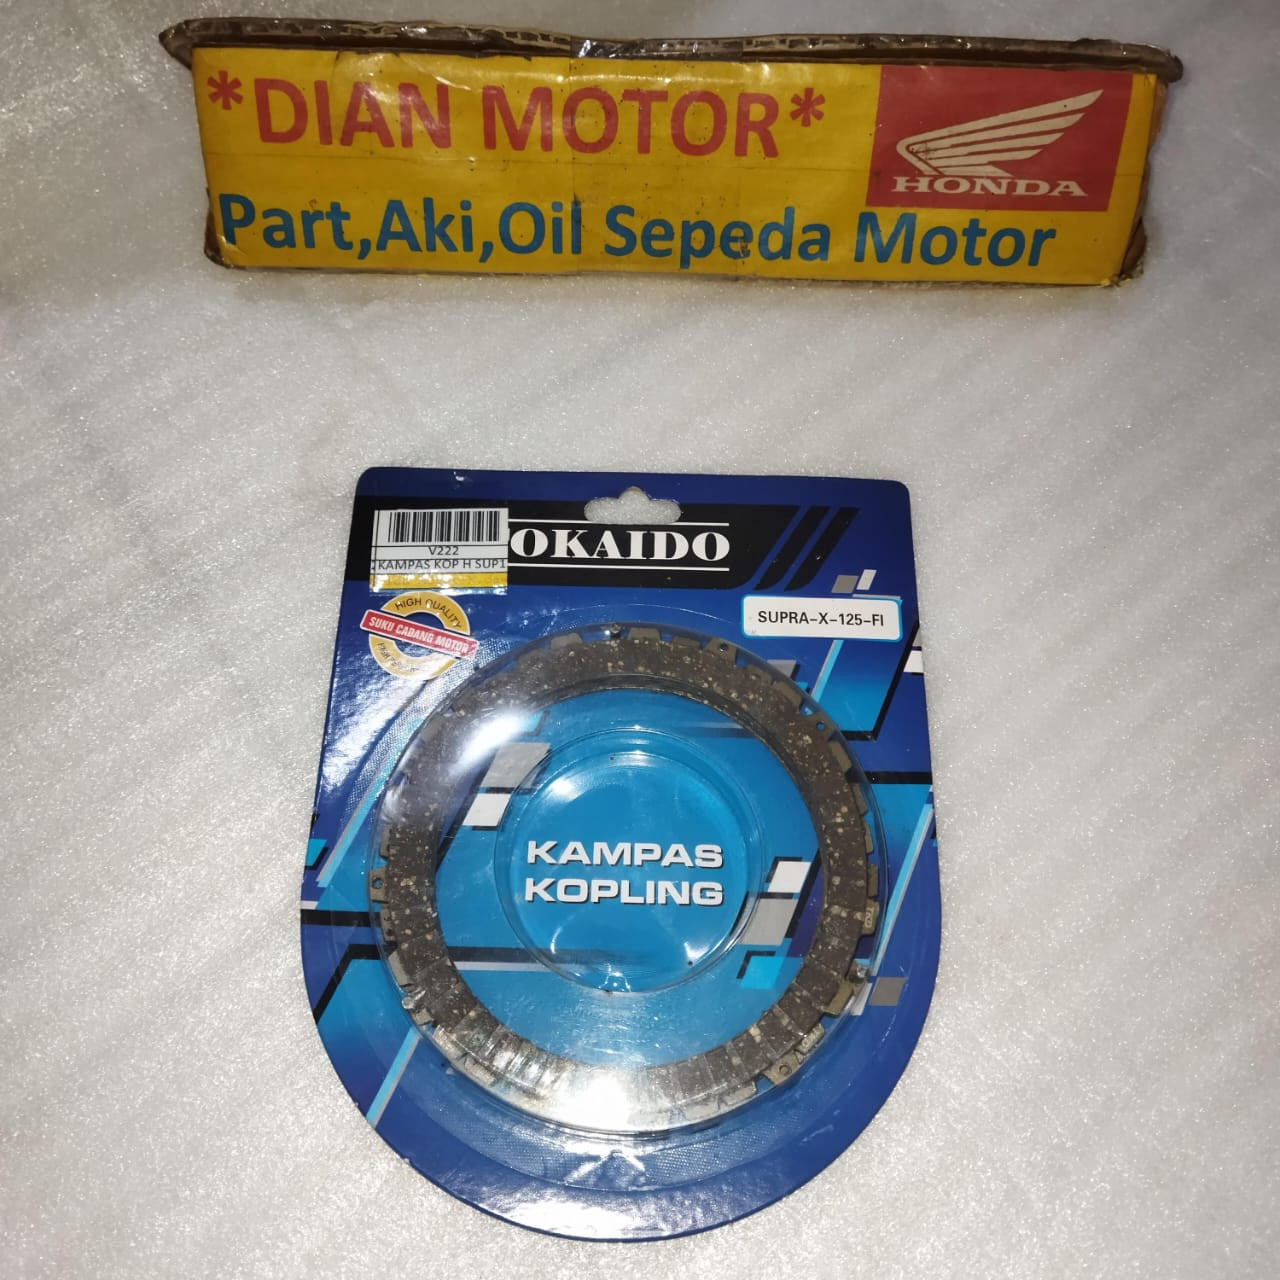 *DIAN MOTOR*
HONDA
Part,Aki,Oil Sepeda Motor
OKAIDO
V222
KAMPAS KOP H SUP1
HIGH QUALITY
SUKU CADANG MOTOR
SUPRA-X-125-FI
KAMPAS
KOPLING